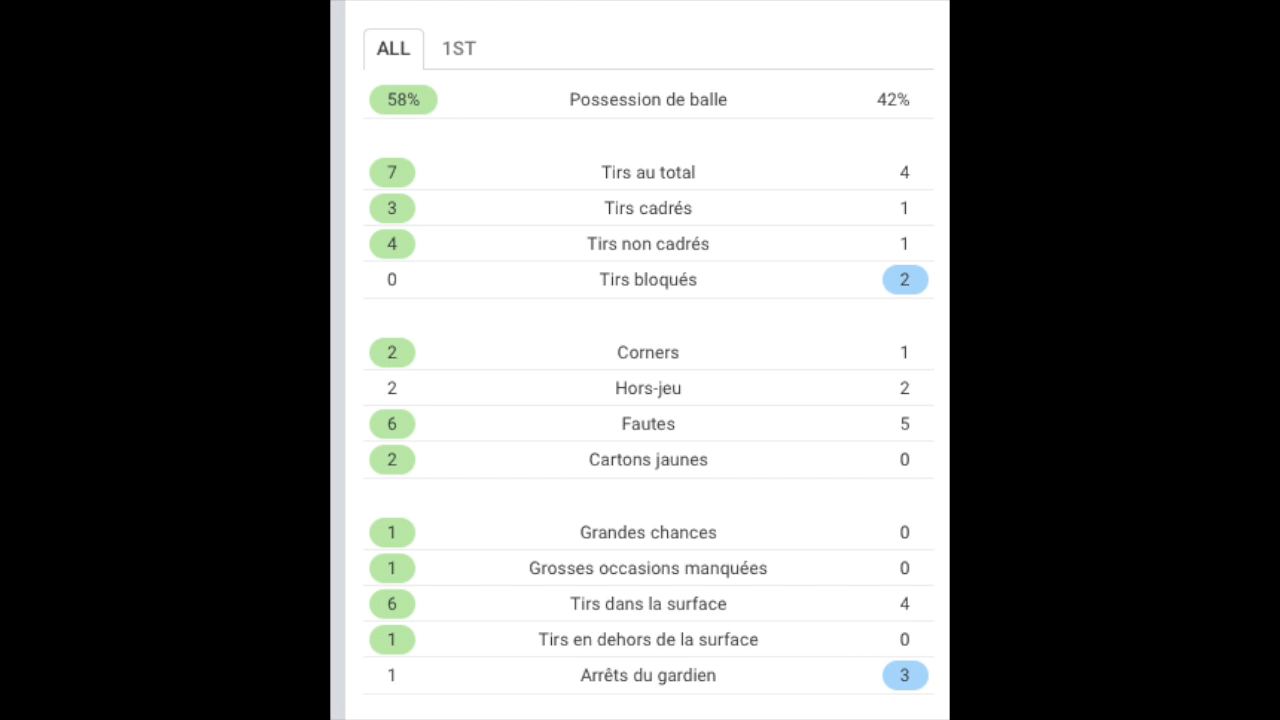 ALL 1ST
58% Possession de balle 42%
7 Tirs au total 4
3 Tirs cadrés 1
4 Tirs non cadrés 1
0 Tirs bloqués 2
2 Corners 1
2 Hors-jeu 2
6 Fautes 5
2 Cartons jaunes 0
1 Grandes chances 0
1 Grosses occasions manquées 0
6 Tirs dans la surface 4
1 Tirs en dehors de la surface 0
1 Arrêts du gardien 3